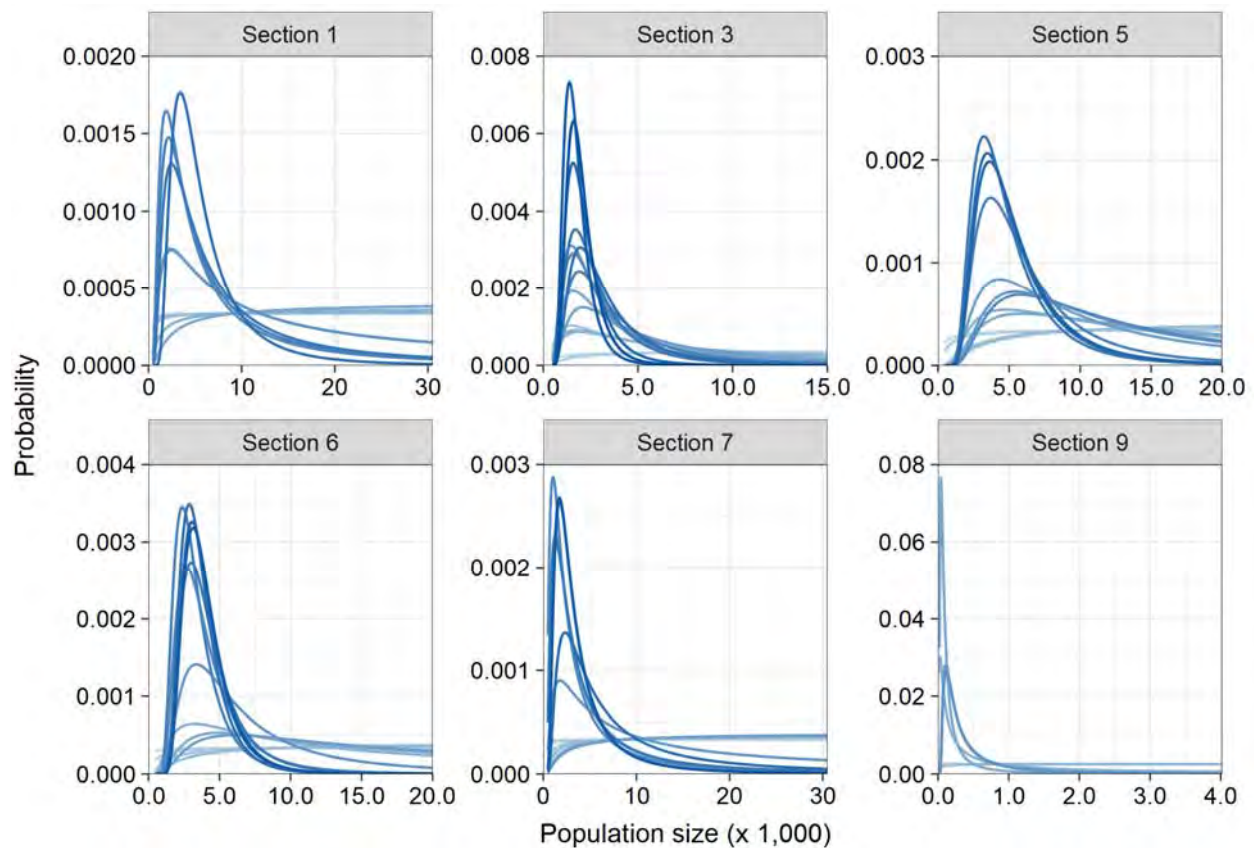 Section 1
Section 3
Section 5
0.0020
0.0015
0.0010
0.0005
0.0000
0 10 20 30
0.008
0.006
0.004
0.002
0.000
0.0 5.0 10.0 15.0
0.003
0.002
0.001
0.000
0.0 5.0 10.0 15.0 20.0
Probability
Section 6
Section 7
Section 9
0.004
0.003
0.002
0.001
0.000
0.0 5.0 10.0 15.0 20.0
0.003
0.002
0.001
0.000
0 10 20 30
0.08
0.06
0.04
0.02
0.00
0.0 1.0 2.0 3.0 4.0
Population size (x 1,000)